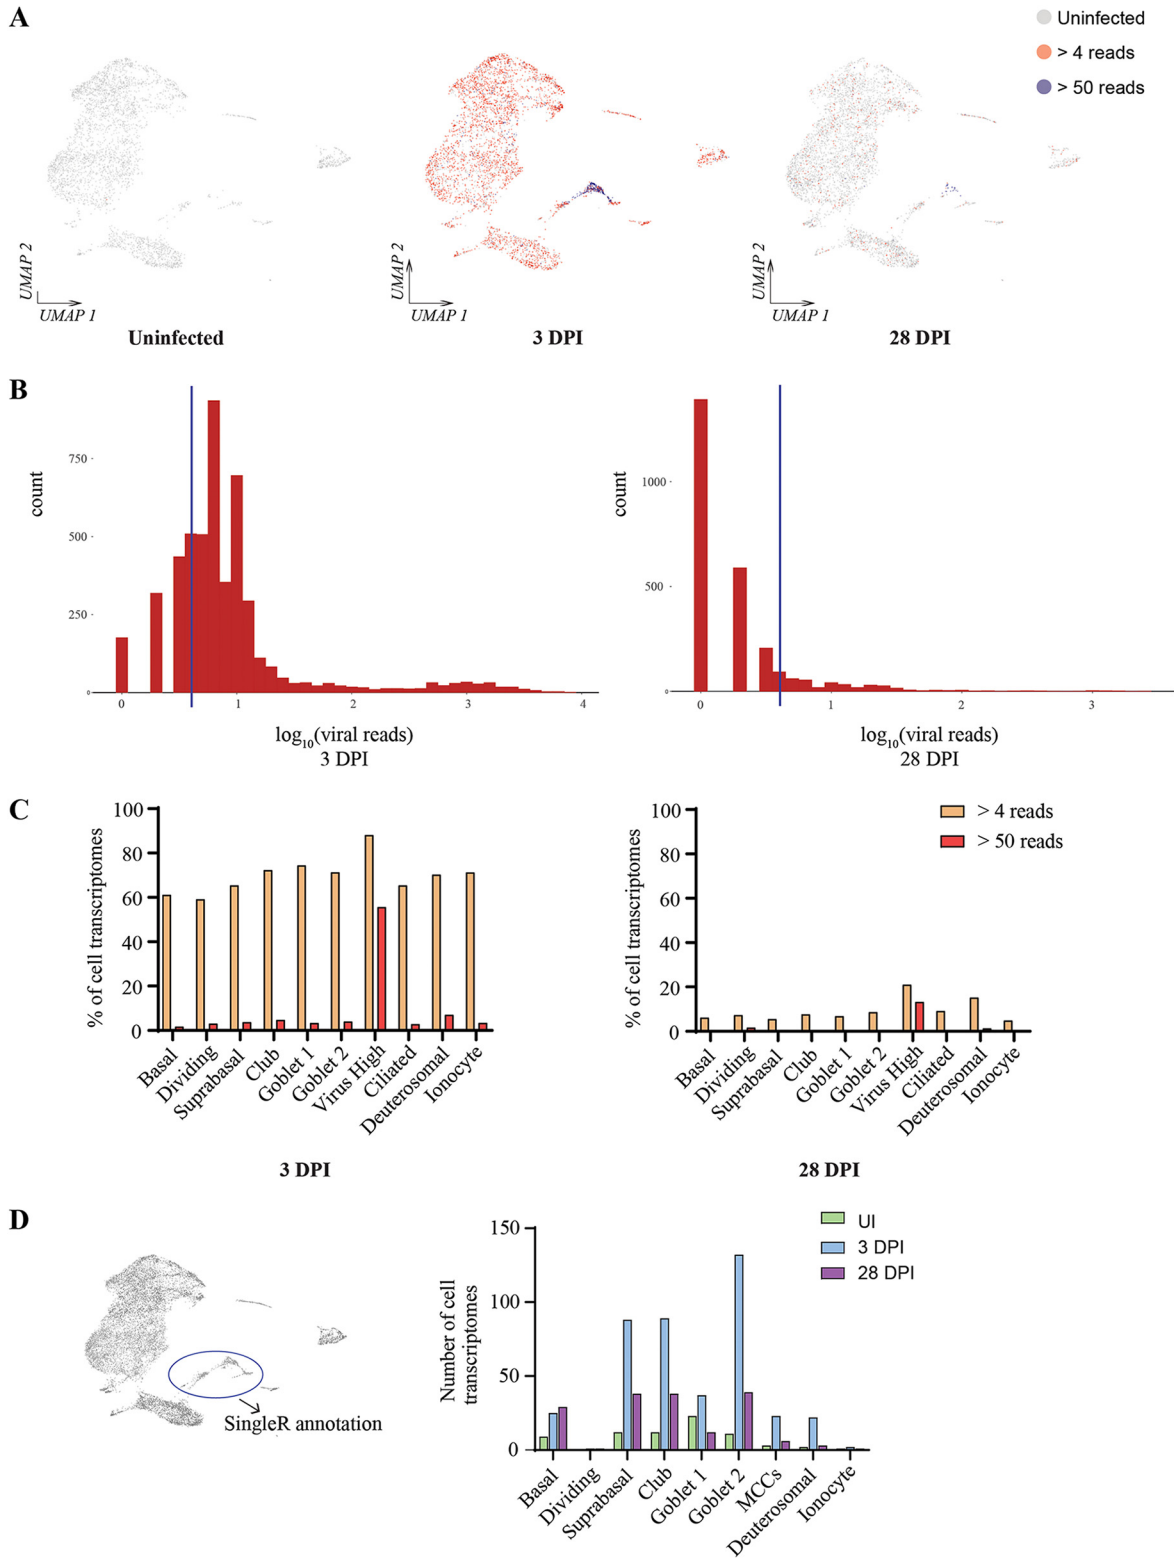 A
Uninfected
> 4 reads
> 50 reads
UMAP 2
UMAP 1
UMAP 2
UMAP 1
UMAP 2
UMAP 1
Uninfected
3 DPI
28 DPI
B
count
750
500
250
0
0 1 2 3 4
log10(viral reads)
3 DPI
count
1000
500
0
0 1 2 3
log10(viral reads)
28 DPI
C
% of cell transcriptomes
100
80
60
40
20
0
Basal
Dividing
Suprabasal
Club
Goblet 1
Goblet 2
Virus High
Ciliated
Deuterosomal
Ionocyte
3 DPI
% of cell transcriptomes
100
80
60
40
20
0
> 4 reads
> 50 reads
Basal
Dividing
Suprabasal
Club
Goblet 1
Goblet 2
Virus High
Ciliated
Deuterosomal
Ionocyte
28 DPI
D
SingleR annotation
Number of cell
transcriptomes
150
100
50
0
UI
3 DPI
28 DPI
Basal
Dividing
Suprabasal
Club
Goblet 1
Goblet 2
MCCs
Deuterosomal
Ionocyte